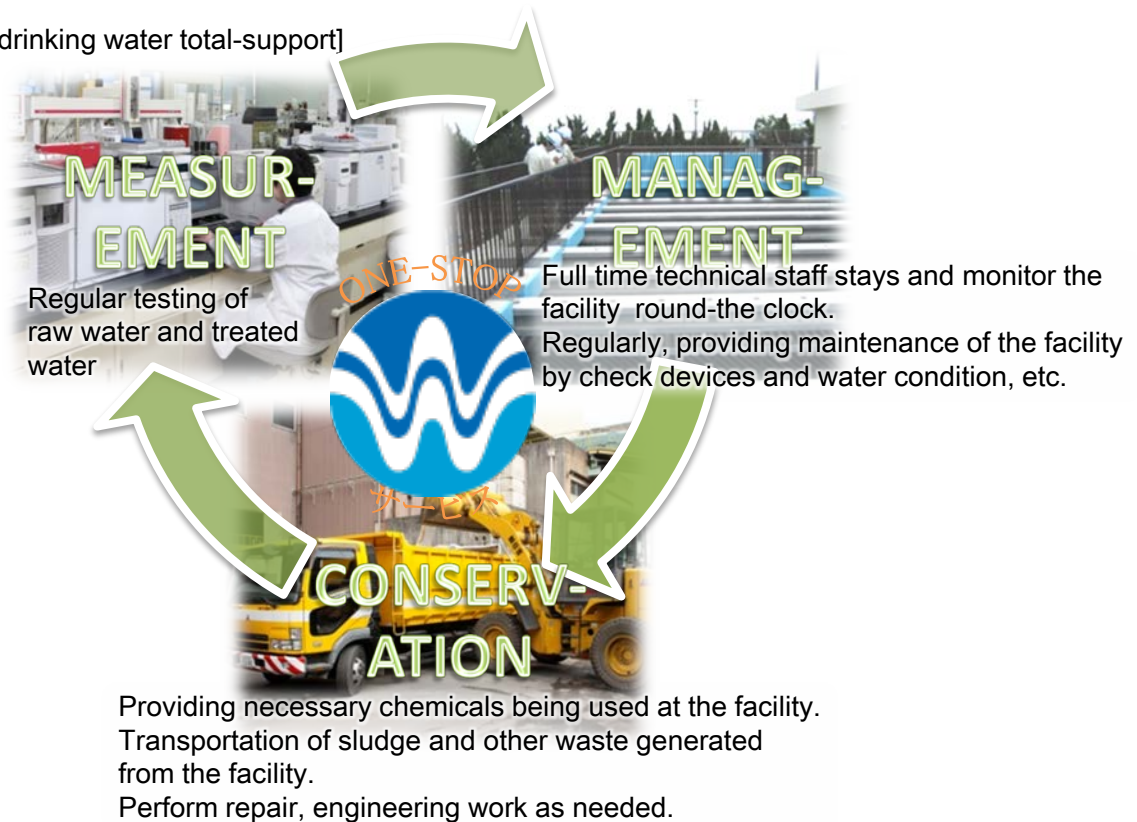 drinking water total-support]
MEASUR-
EMENT
Regular testing of
raw water and treated
water
MANAG-
EMENT
Full time technical staff stays and monitor the
facility round-the clock.
Regularly, providing maintenance of the facility
by check devices and water condition, etc.
ONE-STOP
サービス
CONSERV-
ATION
Providing necessary chemicals being used at the facility.
Transportation of sludge and other waste generated
from the facility.
Perform repair, engineering work as needed.